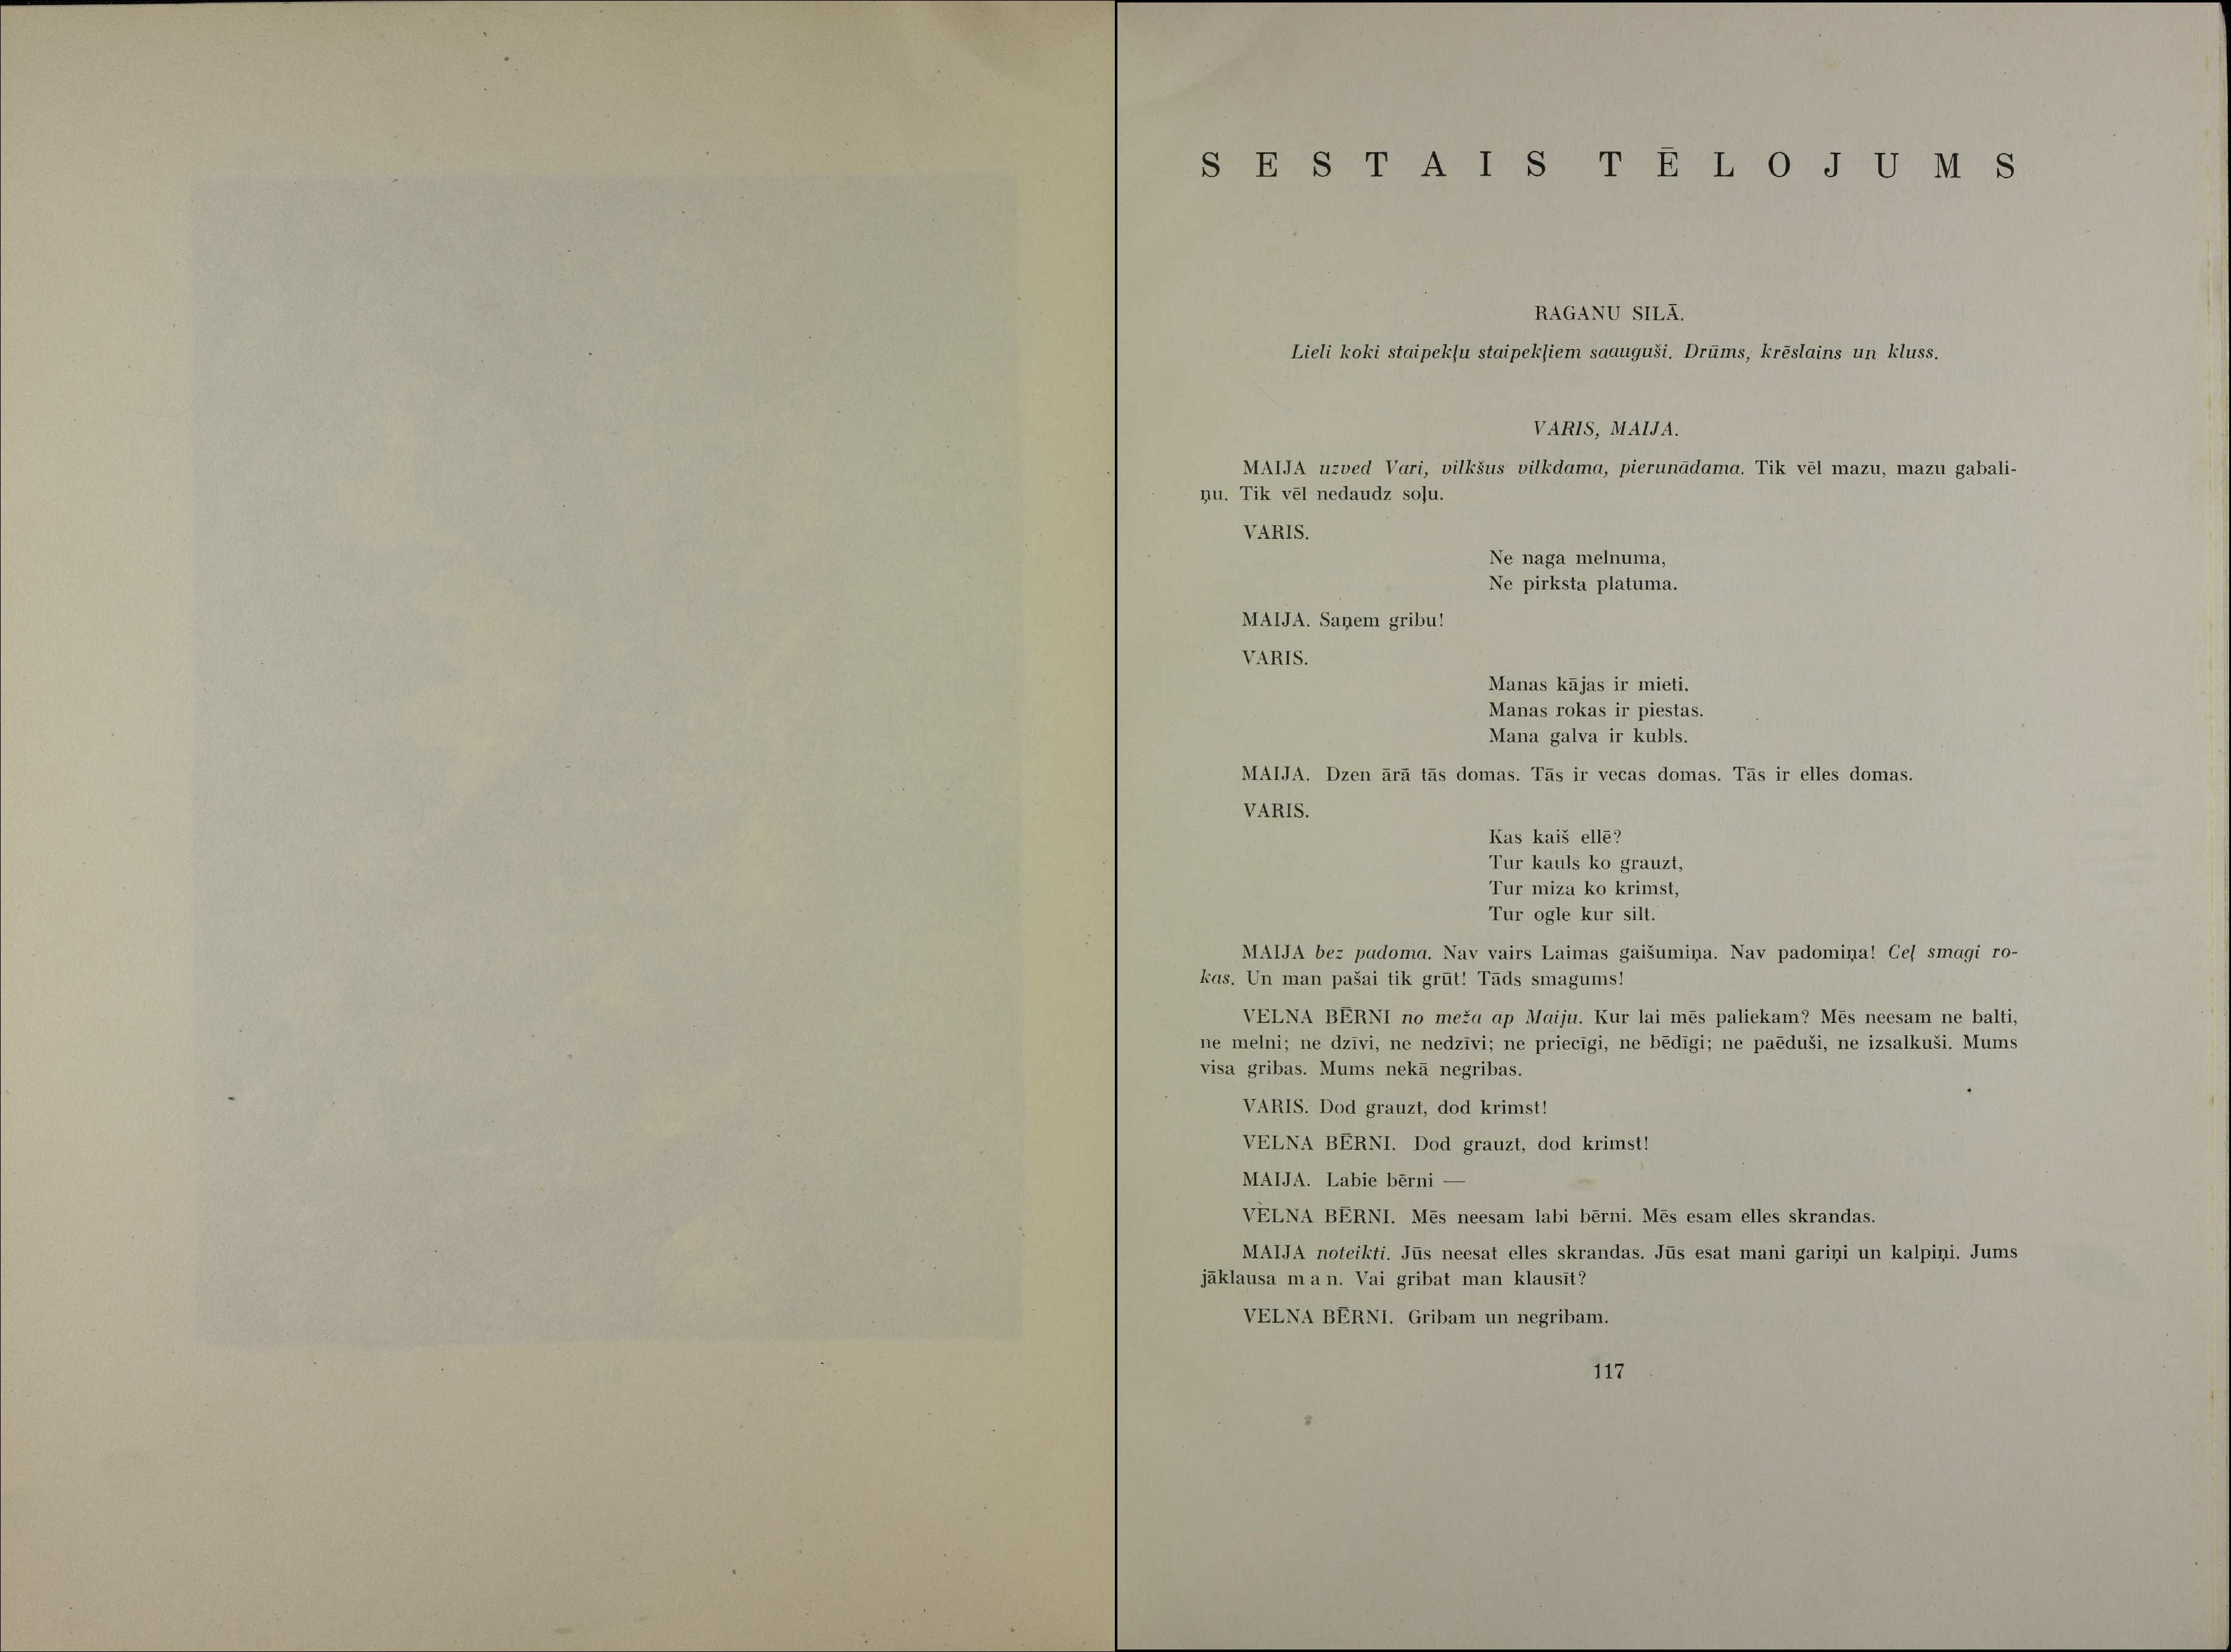 SESTAIS TĒLOJUMS
RAGANU SILĀ.
Lieli koki staipekļu staipekļiem saauguši. Drūms, krēslains un kluss.
VARIS, MAIJA.
MAIJA uzved Vari, vilkšus vilkdama, pierunādama. Tik vēl mazu, mazu gabali-
ņu. Tik vēl nedaudz soļu.
VARIS.
Ne naga melnuma,
Ne pirksta platuma.
MAIJA. Saņem gribu!
VARIS.
Manas kājas ir mieti.
Manas rokas ir piestas.
Mana galva ir kubls.
MAIJA. Dzen ārā tās domas. Tās ir vecas domas. Tās ir elles domas.
VARIS.
Kas kaiš ellē?
Tur kauls ko grauzt,
Tur miza ko krimst,
Tur ogle kur silt.
MAIJA bez padoma. Nav vairs Laimas gaišumiņa. Nav padomiņa! Ceļ smagi ro-
kas. Un man pašai tik grūt! Tāds smagums!
VELNA BĒRNI no meža ap Maiju. Kur lai mēs paliekam? Mēs neesam ne balti,
ne melni; ne dzīvi, ne nedzīvi; ne priecīgi, ne bēdīgi; ne paēduši, ne izsalkuši. Mums
visa gribas. Mums nekā negribas.
VARIS. Dod grauzt, dod krimst!
VELNA BĒRNI. Dod grauzt, dod krimst!
MAIJA. Labie bērni —
VELNA BĒRNI. Mēs neesam labi bērni. Mēs esam elles skrandas.
MAIJA noteikti. Jūs neesat elles skrandas. Jūs esat mani gariņi un kalpiņi. Jums
jāklausa man. Vai gribat man klausīt?
VELNA BĒRNI. Gribam un negribam.
117